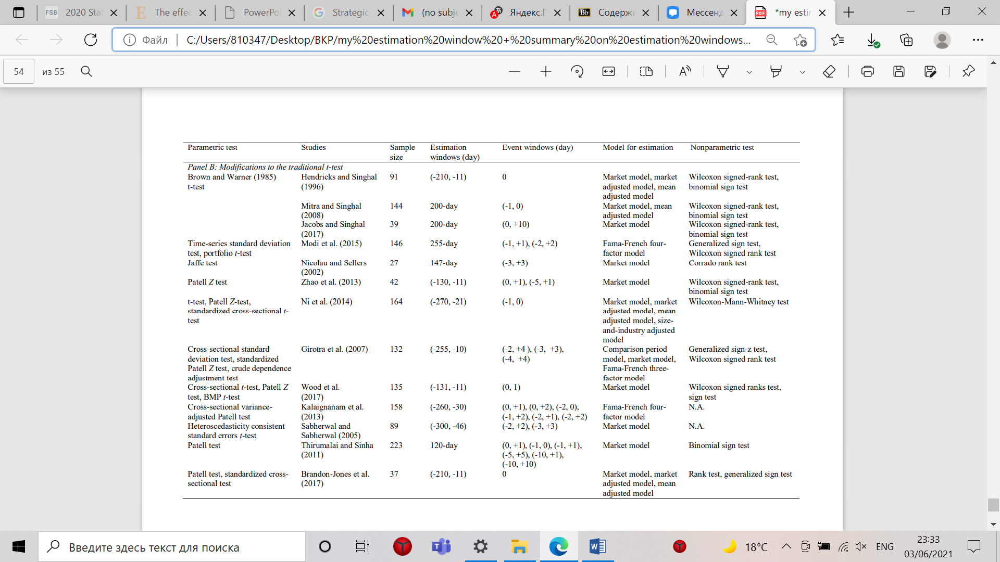 2020 Stat
The effec
PowerPoi
Strategic
(no subje
Яндекс.Г
Содержи
Мессенд
*my estim
Файл
C:/Users/810347/Desktop/BKP/my%20estimation%20window%20+%20summary%20on%20estimation%20windows...
54 из 55
Parametric test Studies Sample size Estimation windows (day) Event windows (day) Model for estimation Nonparametric test
Panel B: Modifications to the traditional t-test
Brown and Warner (1985) t-test Hendricks and Singhal (1996) 91 (-210, -11) 0 Market model, market adjusted model, mean adjusted model Wilcoxon signed-rank test, binomial sign test
Mitra and Singhal (2008) 144 200-day (-1, 0) Market model, mean adjusted model Wilcoxon signed-rank test, binomial sign test
Jacobs and Singhal (2017) 39 200-day (0, +10) Market model Wilcoxon signed-rank test, binomial sign test
Time-series standard deviation test, portfolio t-test Modi et al. (2015) 146 255-day (-1, +1), (-2, +2) Fama-French four-factor model Generalized sign test, Wilcoxon signed rank test
Jaffe test Nicolau and Sellers (2002) 27 147-day (-3, +3) Market model Corrado rank test
Patell Z test Zhao et al. (2013) 42 (-130, -11) (0, +1), (-5, +1) Market model Wilcoxon signed-rank test, binomial sign test
t-test, Patell Z-test, standardized cross-sectional t-test Ni et al. (2014) 164 (-270, -21) (-1, 0) Market model, market adjusted model, mean adjusted model, size-and-industry adjusted model Wilcoxon-Mann-Whitney test
Cross-sectional standard deviation test, standardized Patell Z test, crude dependence adjustment test Girotra et al. (2007) 132 (-255, -10) (-2, +4 ), (-3, +3), (-4, +4) Comparison period model, market model, Fama-French three-factor model Generalized sign-z test, Wilcoxon signed rank test
Cross-sectional t-test, Patell Z test, BMP t-test Wood et al. (2017) 135 (-131, -11) (0, 1) Market model Wilcoxon signed ranks test, sign test
Cross-sectional variance-adjusted Patell test Kalaignanam et al. (2013) 158 (-260, -30) (0, +1), (0, +2), (-2, 0), (-1, +2), (-2, +1), (-2, +2) Fama-French four-factor model N.A.
Heteroscedasticity consistent standard errors t-test Sabherwal and Sabherwal (2005) 89 (-300, -46) (-2, +2), (-3, +3) Market model N.A.
Patell test Thirumalai and Sinha (2011) 223 120-day (0, +1), (-1, 0), (-1, +1), (-5, +5), (-10, +1), (-10, +10) Market model Binomial sign test
Patell test, standardized cross-sectional test Brandon-Jones et al. (2017) 37 (-210, -11) 0 Market model, market adjusted model, mean adjusted model Rank test, generalized sign test
Введите здесь текст для поиска
18°C
ENG
23:33
03/06/2021